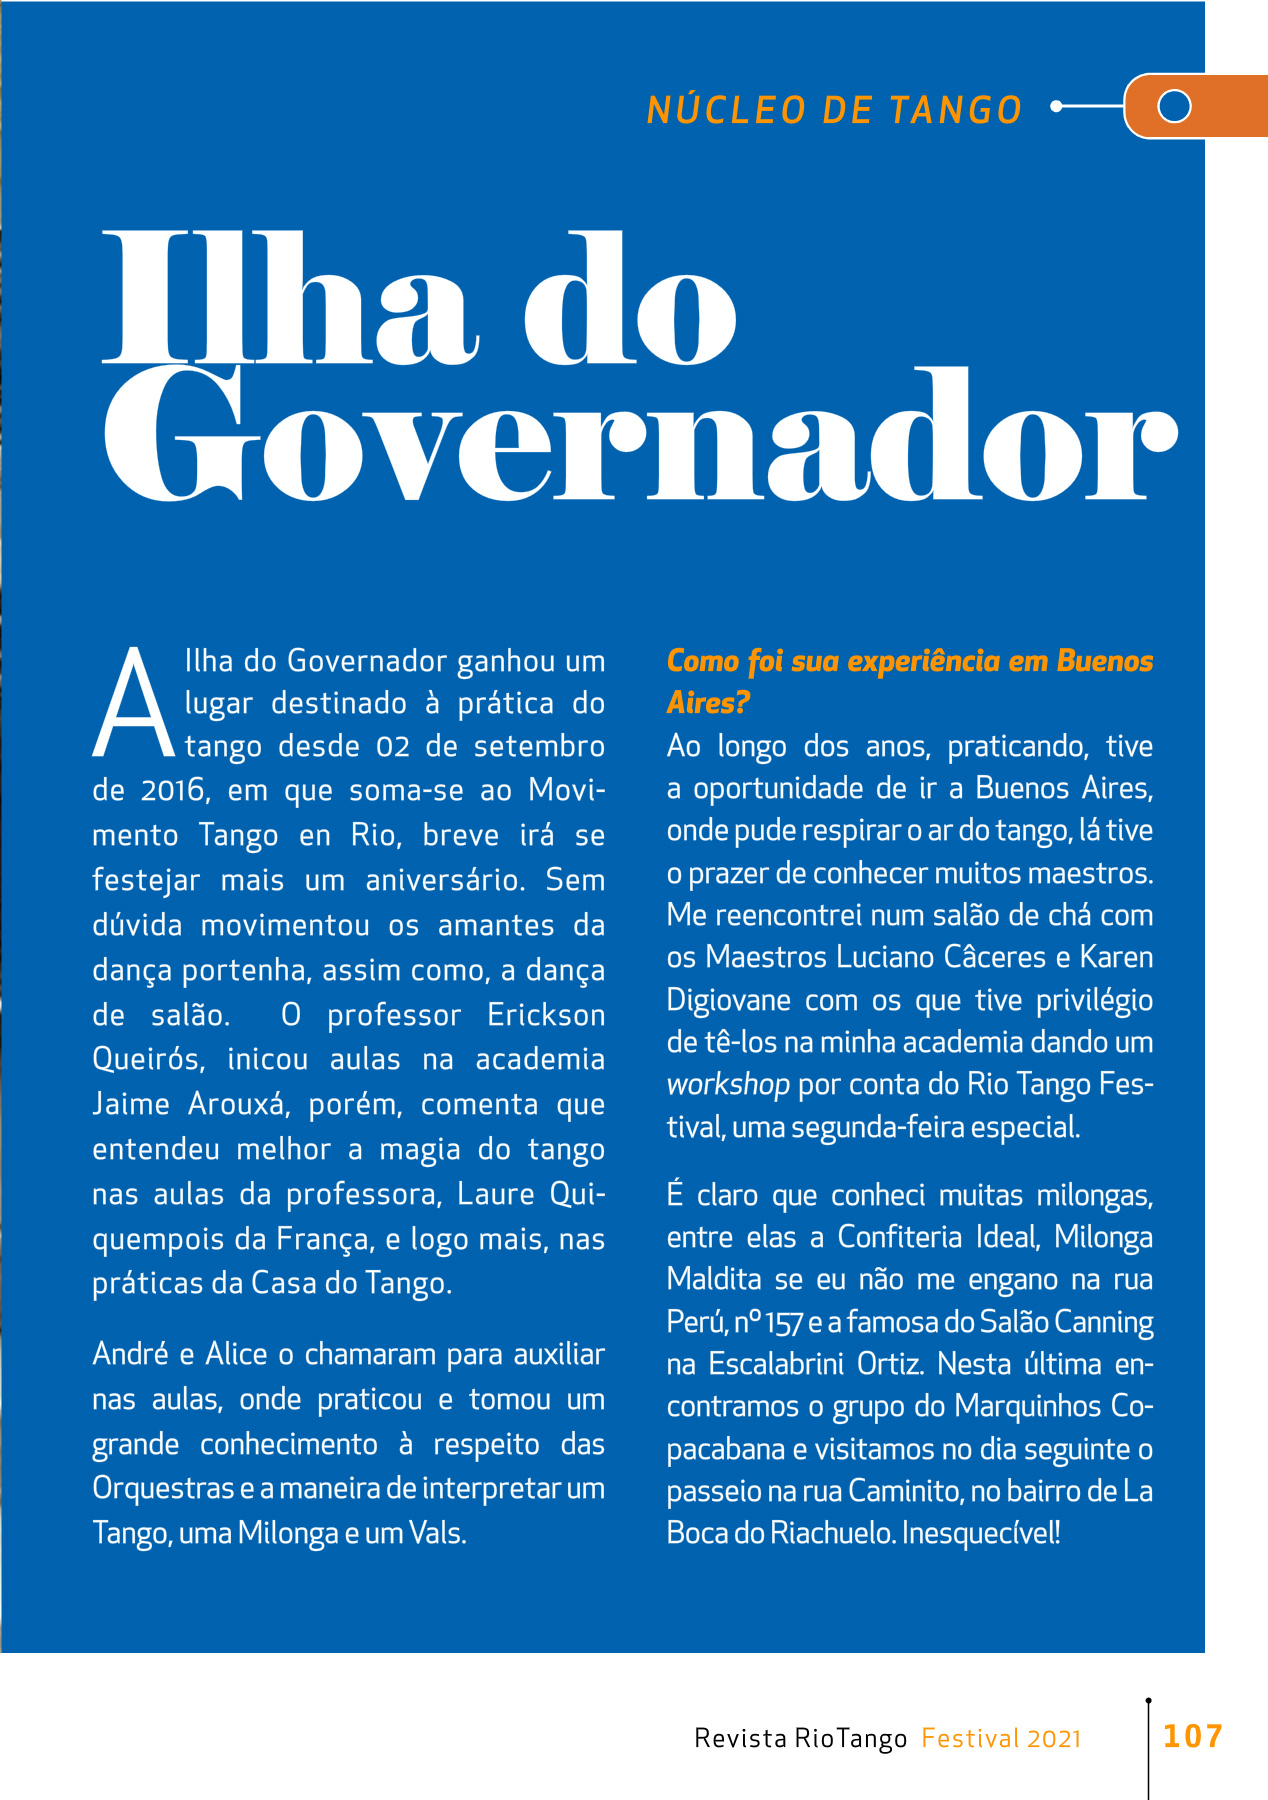 NÚCLEO DE TANGO
Ilha do
Governador
A Ilha do Governador ganhou um
lugar destinado à prática do
tango desde 02 de setembro
de 2016, em que soma-se ao Movi-
mento Tango en Rio, breve irá se
festejar mais um aniversário. Sem
dúvida movimentou os amantes da
dança portenha, assim como, a dança
de salão. O professor Erickson
Queirós, inicou aulas na academia
Jaime Arouxá, porém, comenta que
entendeu melhor a magia do tango
nas aulas da professora, Laure Qui-
quempois da França, e logo mais, nas
práticas da Casa do Tango.
André e Alice o chamaram para auxiliar
nas aulas, onde praticou e tomou um
grande conhecimento à respeito das
Orquestras e a maneira de interpretar um
Tango, uma Milonga e um Vals.
Como foi sua experiência em Buenos
Aires?
Ao longo dos anos, praticando, tive
a oportunidade de ir a Buenos Aires,
onde pude respirar o ar do tango, lá tive
o prazer de conhecer muitos maestros.
Me reencontrei num salão de chá com
os Maestros Luciano Câceres e Karen
Digiovane com os que tive privilégio
de tê-los na minha academia dando um
workshop por conta do Rio Tango Fes-
tival, uma segunda-feira especial.
É claro que conheci muitas milongas,
entre elas a Confiteria Ideal, Milonga
Maldita se eu não me engano na rua
Perú, nº 157 e a famosa do Salão Canning
na Escalabrini Ortiz. Nesta última en-
contramos o grupo do Marquinhos Co-
pacabana e visitamos no dia seguinte o
passeio na rua Caminito, no bairro de La
Boca do Riachuelo. Inesquecível!
Revista RioTango Festival 2021
107